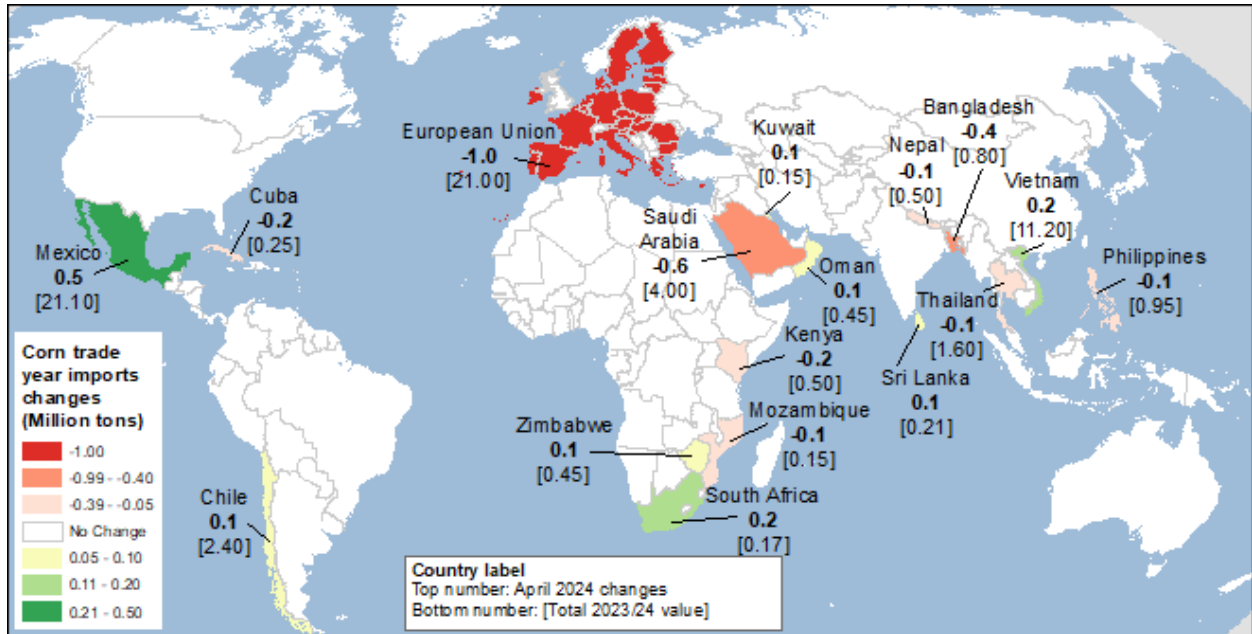 European Union
-1.0
[21.00]
Cuba
-0.2
[0.25]
Mexico
0.5
[21.10]
Kuwait
0.1
[0.15]
Bangladesh
-0.4
[0.80]
Nepal
-0.1
[0.50]
Vietnam
0.2
[11.20]
Saudi
Arabia
-0.6
[4.00]
Oman
0.1
[0.45]
Philippines
-0.1
[0.95]
Thailand
-0.1
[1.60]
Sri Lanka
0.1
[0.21]
Kenya
-0.2
[0.50]
Mozambique
-0.1
[0.15]
Zimbabwe
0.1
[0.45]
South Africa
0.2
[0.17]
Chile
0.1
[2.40]
Corn trade
year imports
changes
(Million tons)
-1.00
-0.99 - -0.40
-0.39 - -0.05
No Change
0.05 - 0.10
0.11 - 0.20
0.21 - 0.50
Country label
Top number: April 2024 changes
Bottom number: [Total 2023/24 value]